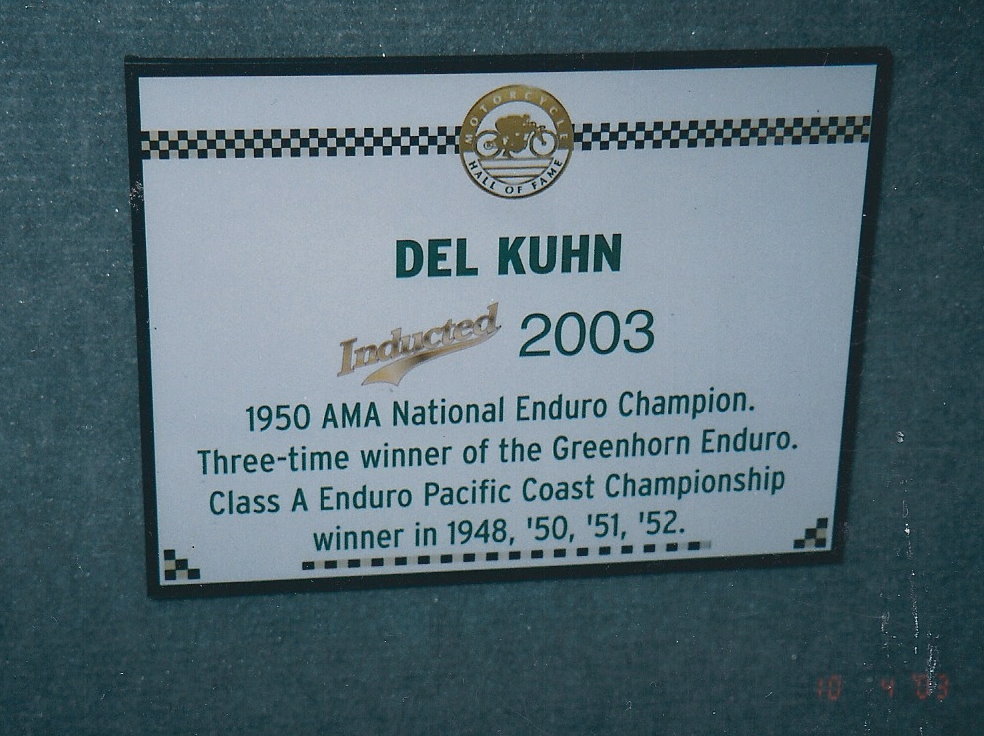 MOTORCYCLE
HALL OF FAME
DEL KUHN
Inducted 2003
1950 AMA National Enduro Champion.
Three-time winner of the Greenhorn Enduro.
Class A Enduro Pacific Coast Championship
winner in 1948, '50, '51, '52.
10 4 '03